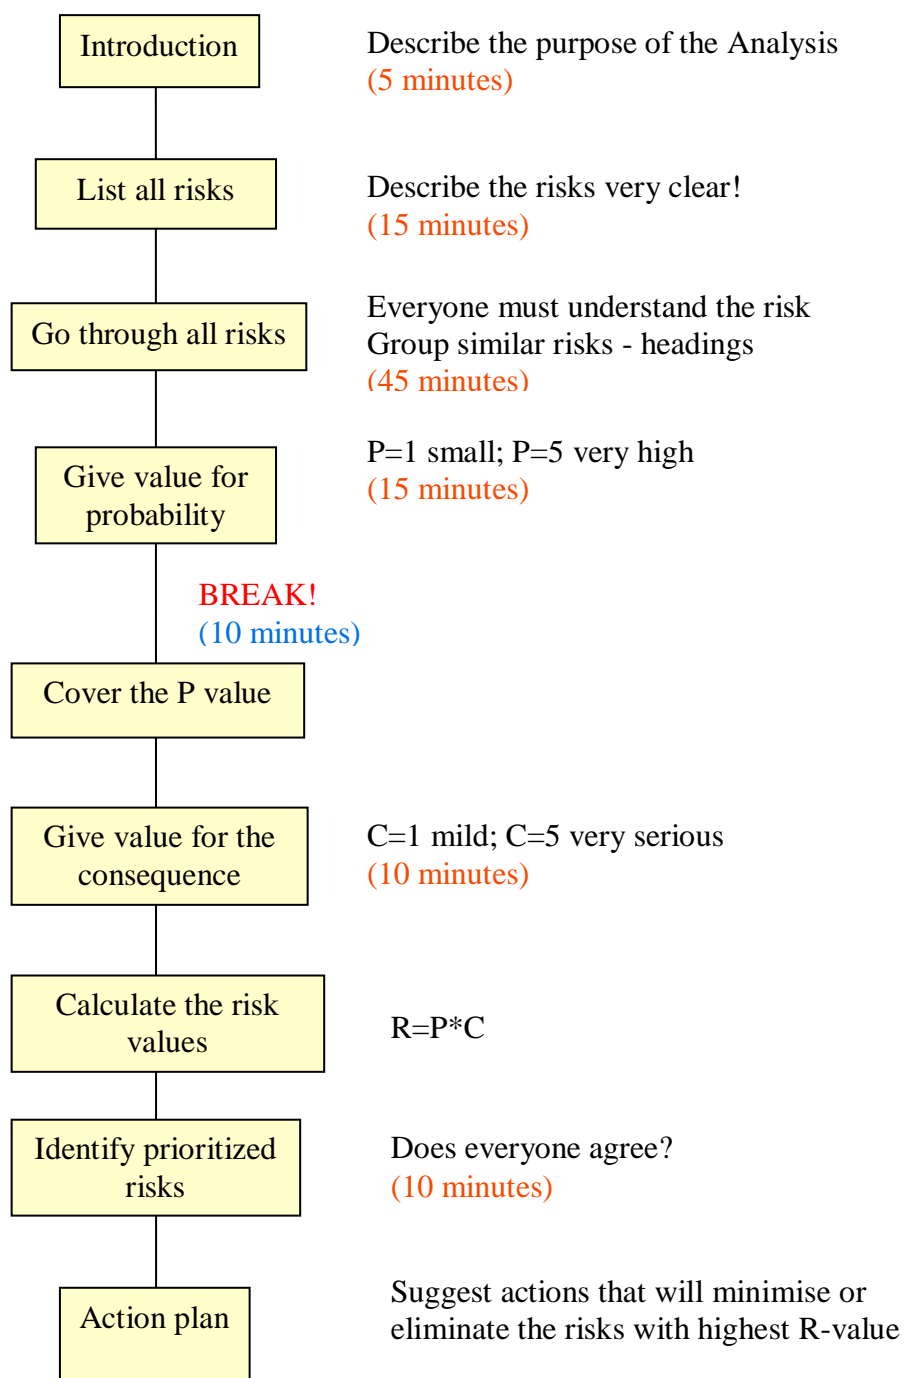 Introduction
Describe the purpose of the Analysis
(5 minutes)
List all risks
Describe the risks very clear!
(15 minutes)
Go through all risks
Everyone must understand the risk
Group similar risks - headings
(45 minutes)
Give value for
probability
P=1 small; P=5 very high
(15 minutes)
BREAK!
(10 minutes)
Cover the P value
Give value for the
consequence
C=1 mild; C=5 very serious
(10 minutes)
Calculate the risk
values
R=P*C
Identify prioritized
risks
Does everyone agree?
(10 minutes)
Action plan
Suggest actions that will minimise or
eliminate the risks with highest R-value